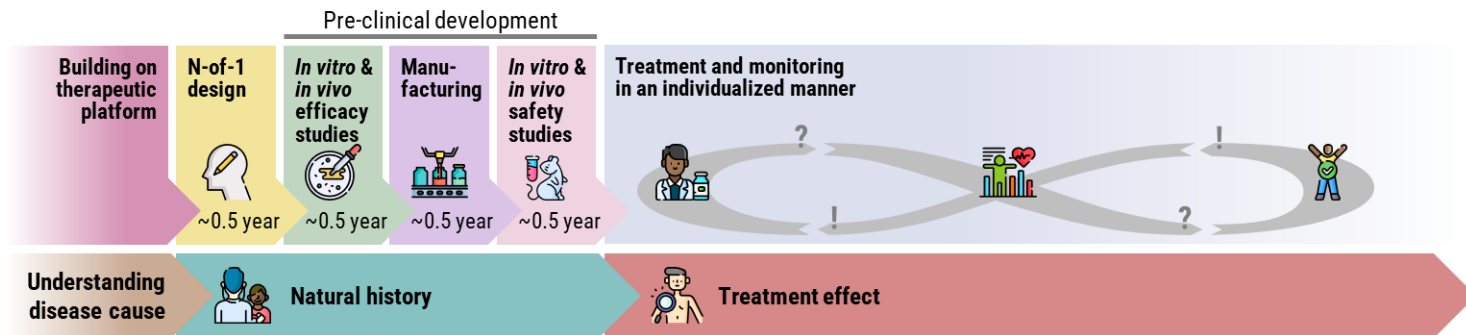 Pre-clinical development
Building on
therapeutic
platform
N-of-1
design
~0.5 year
In vitro &
in vivo
efficacy
studies
~0.5 year
Manu-
facturing
~0.5 year
In vitro &
in vivo
safety
studies
~0.5 year
Treatment and monitoring
in an individualized manner
?
!
!
?
Understanding
disease cause
Natural history
Treatment effect